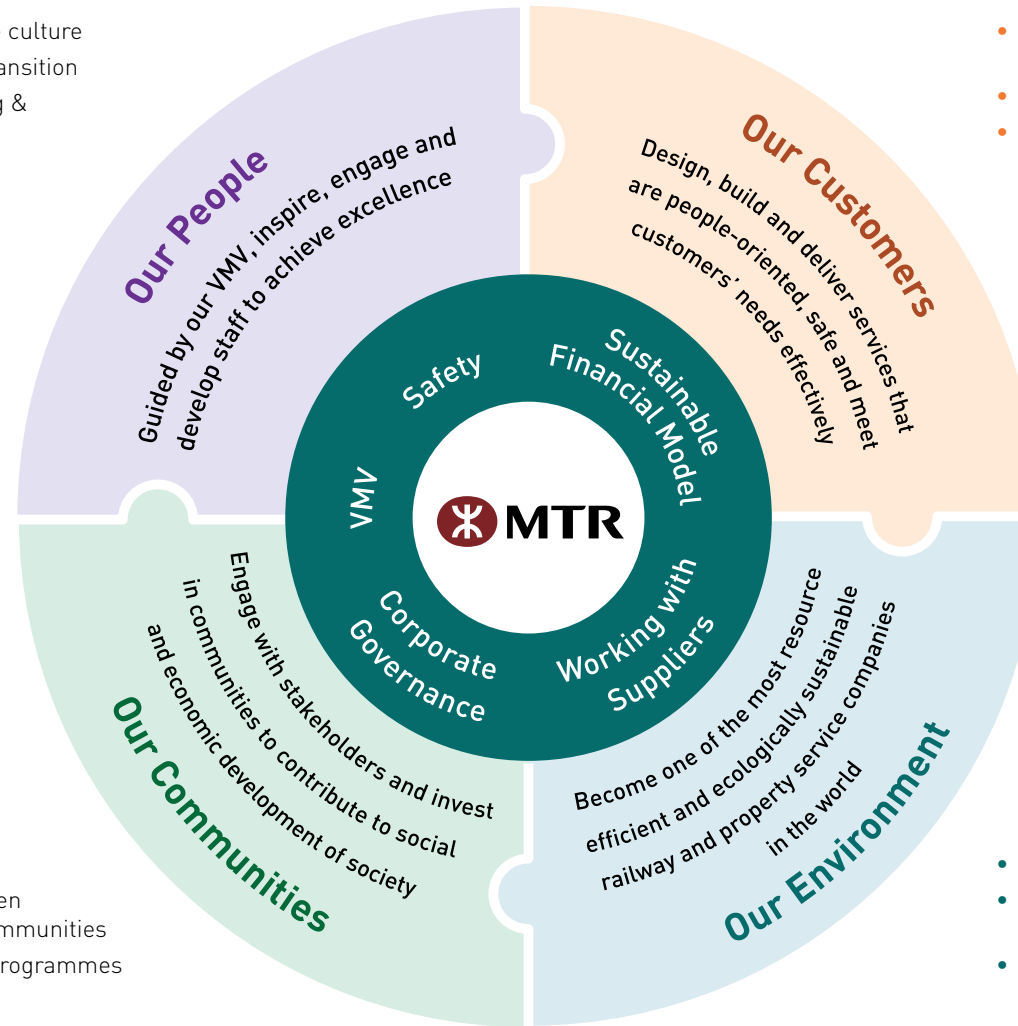 culture
ansition
&
Our People
Guided by our VMV, inspire, engage and
develop staff to achieve excellence
Our Customers
Design, build and deliver services that
are people-oriented, safe and meet
customers' needs effectively
Safety
Sustainable
Financial Model
VMV
MTR
Corporate
Governance
Working with
Suppliers
Engage with stakeholders and invest
in communities to contribute to social
and economic development of society
Our Communities
Become one of the most resource
efficient and ecologically sustainable
railway and property service companies
in the world
Our Environment
en
mmunities
rogrammes